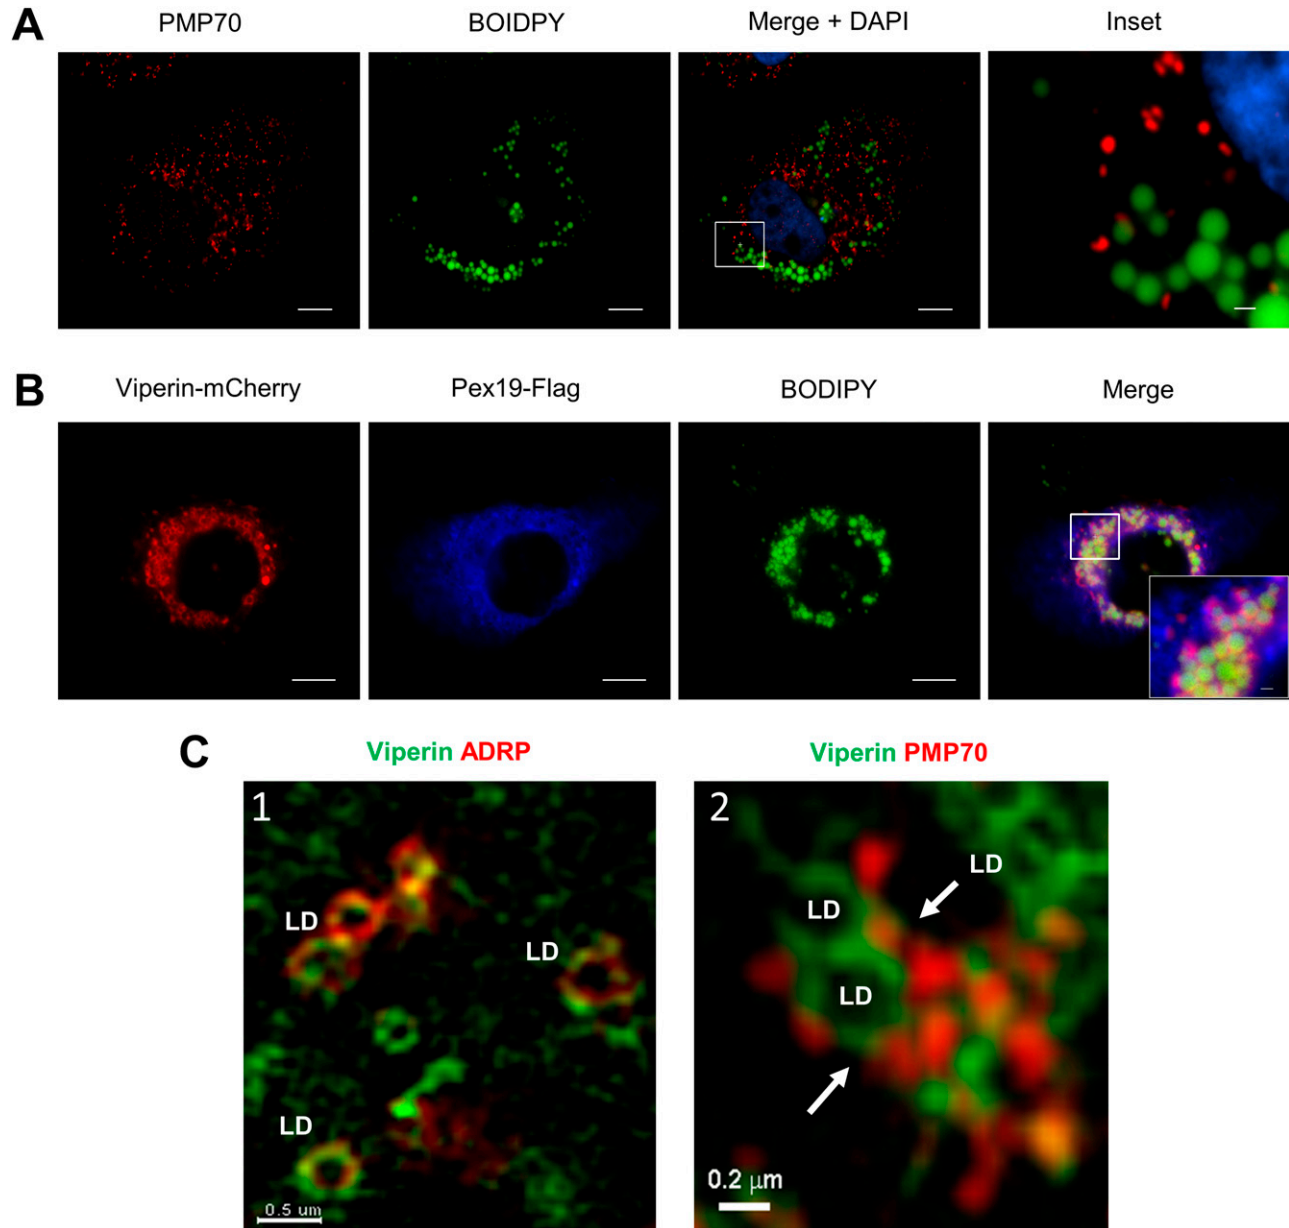 A
PMP70 BOIDPY Merge + DAPI Inset
B
Viperin-mCherry Pex19-Flag BODIPY Merge
C
Viperin ADRP Viperin PMP70
1 2
LD
LD
LD
0.5 um
LD
LD
LD
0.2 μm